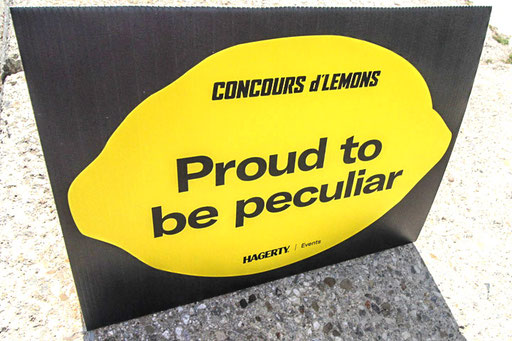 CONCOURS d'LEMONS
Proud to
be peculiar
HAGERTY. | Events